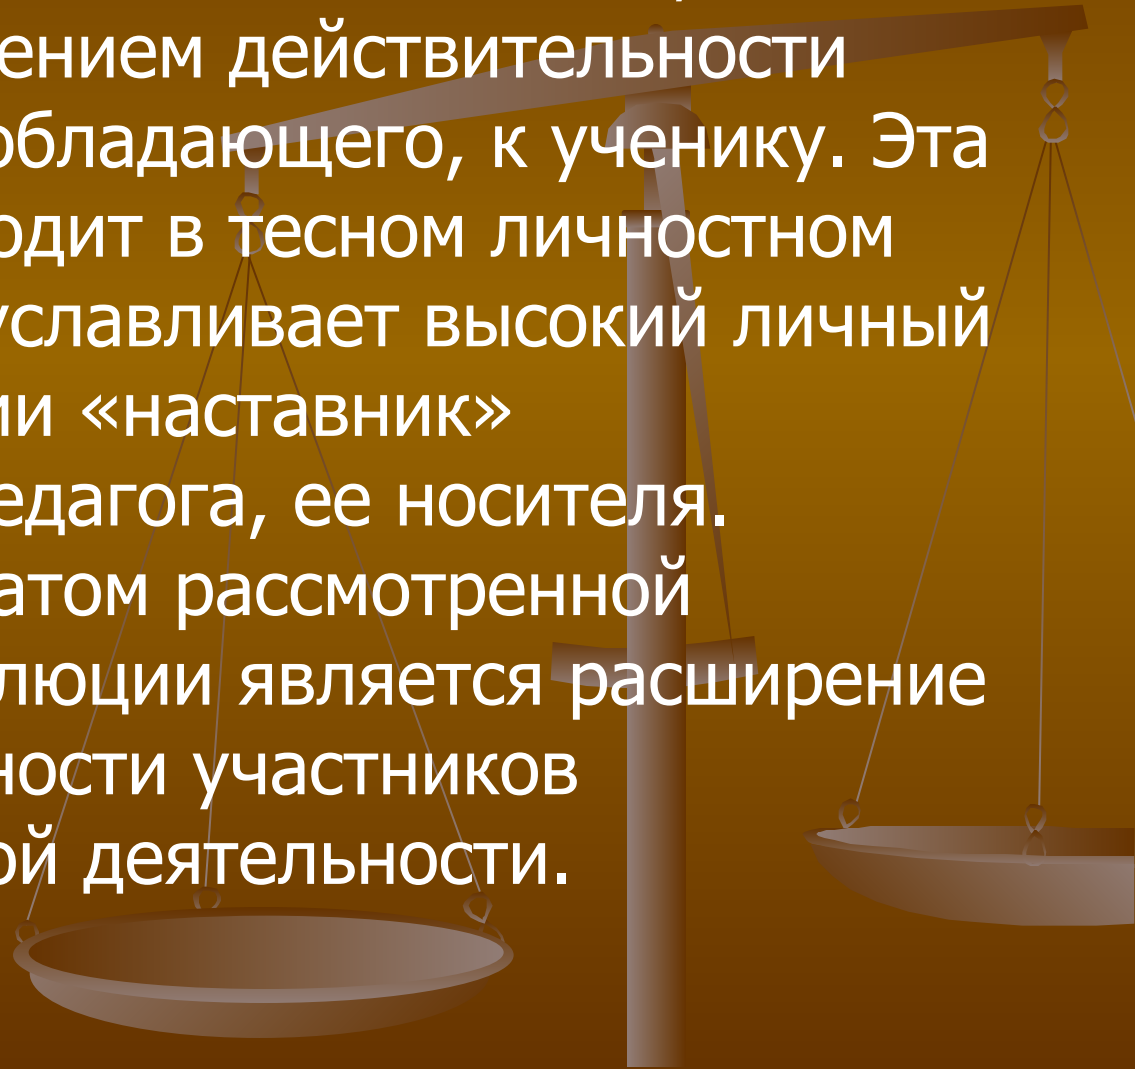 ением действительности
обладающего, к ученику. Эта
одит в тесном личностном
уславливает высокий личный
ии «наставник»
едагога, ее носителя.
атом рассмотренной
люции является расширение
ности участников
ой деятельности.